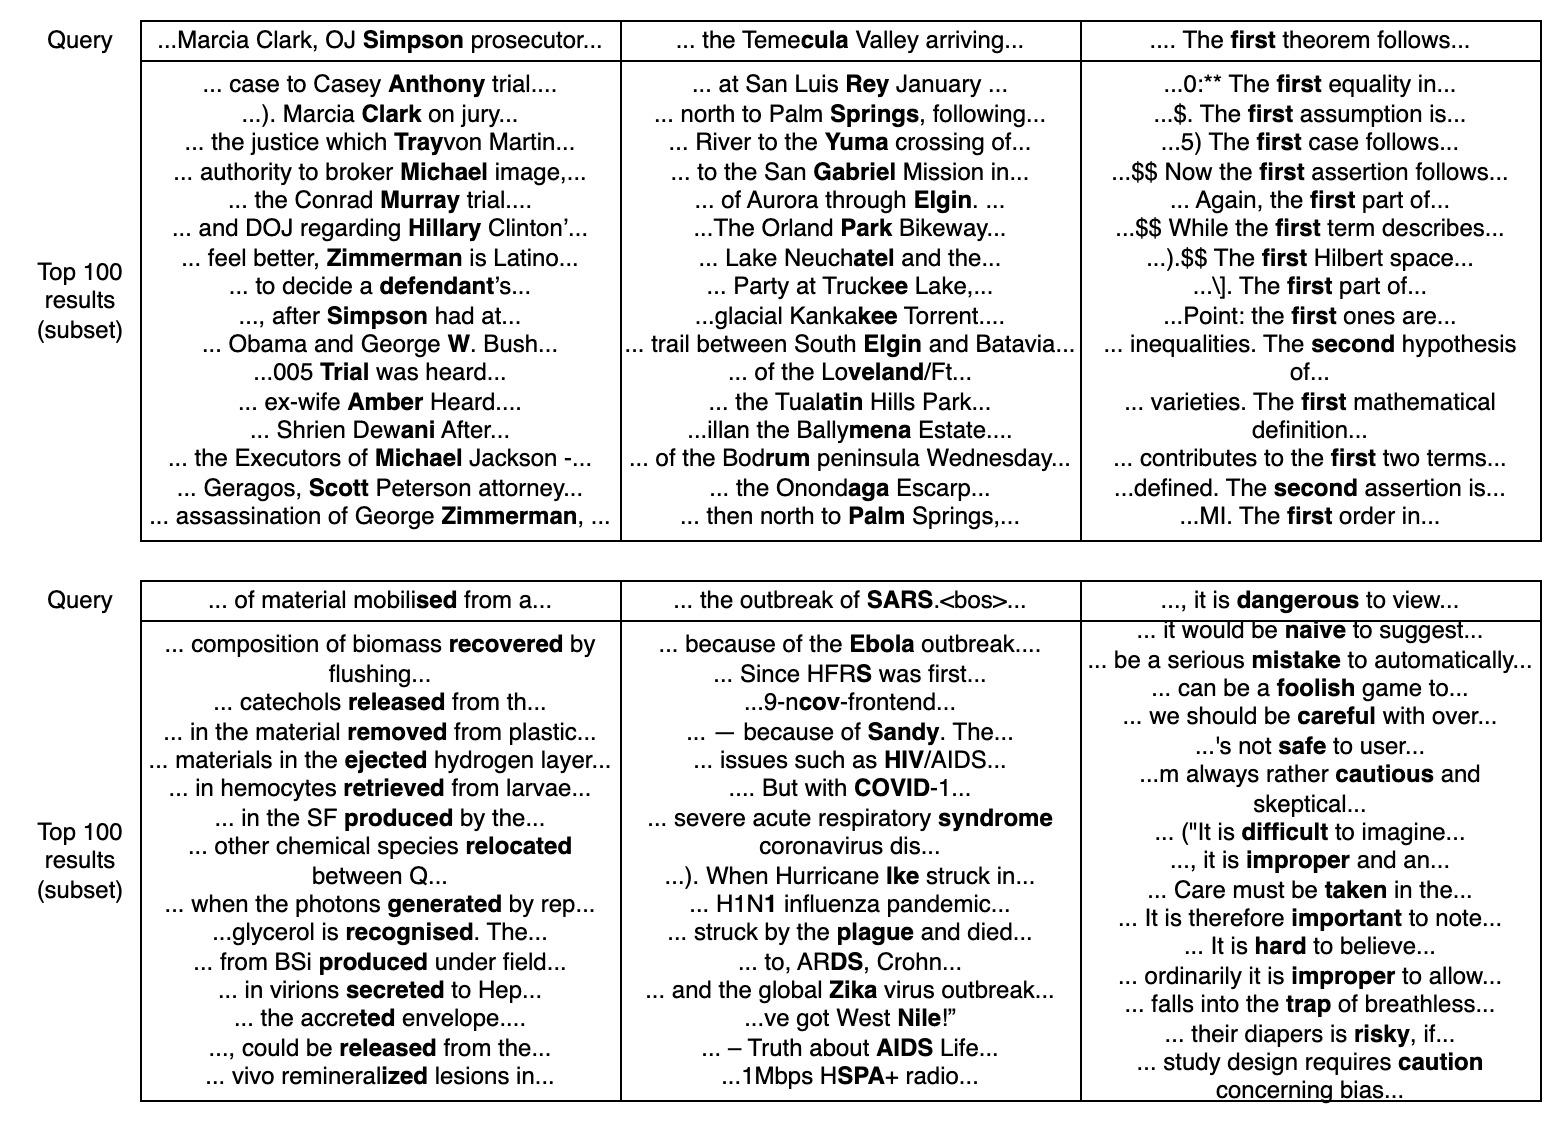 Query
...Marcia Clark, OJ Simpson prosecutor...
... the Temecula Valley arriving...
.... The first theorem follows...
Top 100
results
(subset)
... case to Casey Anthony trial....
...). Marcia Clark on jury...
... the justice which Trayvon Martin...
... authority to broker Michael image,...
... the Conrad Murray trial....
... and DOJ regarding Hillary Clinton’...
... feel better, Zimmerman is Latino...
... to decide a defendant’s...
..., after Simpson had at...
... Obama and George W. Bush...
...005 Trial was heard...
... ex-wife Amber Heard....
... Shrien Dewani After...
... the Executors of Michael Jackson -...
... Geragos, Scott Peterson attorney...
... assassination of George Zimmerman, ...
... at San Luis Rey January ...
... north to Palm Springs, following...
... River to the Yuma crossing of...
... to the San Gabriel Mission in...
... of Aurora through Elgin. ...
...The Orland Park Bikeway...
... Lake Neuchatel and the...
... Party at Truckee Lake,...
...glacial Kankakee Torrent....
... trail between South Elgin and Batavia...
... of the Loveland/Ft...
... the Tualatin Hills Park...
...illan the Ballymena Estate....
... of the Bodrum peninsula Wednesday...
... the Onondaga Escarp...
... then north to Palm Springs,...
...0:** The first equality in...
...$. The first assumption is...
...5) The first case follows...
...$$ Now the first assertion follows...
... Again, the first part of...
...$$ While the first term describes...
...).$$ The first Hilbert space...
...\]. The first part of...
...Point: the first ones are...
... inequalities. The second hypothesis
of...
... varieties. The first mathematical
definition...
... contributes to the first two terms...
...defined. The second assertion is...
...MI. The first order in...
Query
... of material mobilised from a...
... the outbreak of SARS.<bos>...
..., it is dangerous to view...
Top 100
results
(subset)
... composition of biomass recovered by
flushing...
... catechols released from th...
... in the material removed from plastic...
... materials in the ejected hydrogen layer...
... in hemocytes retrieved from larvae...
... in the SF produced by the...
... other chemical species relocated
between Q...
... when the photons generated by rep...
...glycerol is recognised. The...
... from BSi produced under field...
... in virions secreted to Hep...
... the accreted envelope....
..., could be released from the...
... vivo remineralized lesions in...
... because of the Ebola outbreak....
... Since HFRS was first...
...9-ncov-frontend...
... — because of Sandy. The...
... issues such as HIV/AIDS...
.... But with COVID-1...
... severe acute respiratory syndrome
coronavirus dis...
...). When Hurricane Ike struck in...
... H1N1 influenza pandemic...
... struck by the plague and died...
... to, ARDS, Crohn...
... and the global Zika virus outbreak...
...ve got West Nile!”
... – Truth about AIDS Life...
...1Mbps HSPA+ radio...
... it would be naive to suggest...
... be a serious mistake to automatically...
... can be a foolish game to...
... we should be careful with over...
...'s not safe to user...
...m always rather cautious and
skeptical...
... ("It is difficult to imagine...
..., it is improper and an...
... Care must be taken in the...
... It is therefore important to note...
... It is hard to believe...
... ordinarily it is improper to allow...
... falls into the trap of breathless...
... their diapers is risky, if...
... study design requires caution
concerning bias...